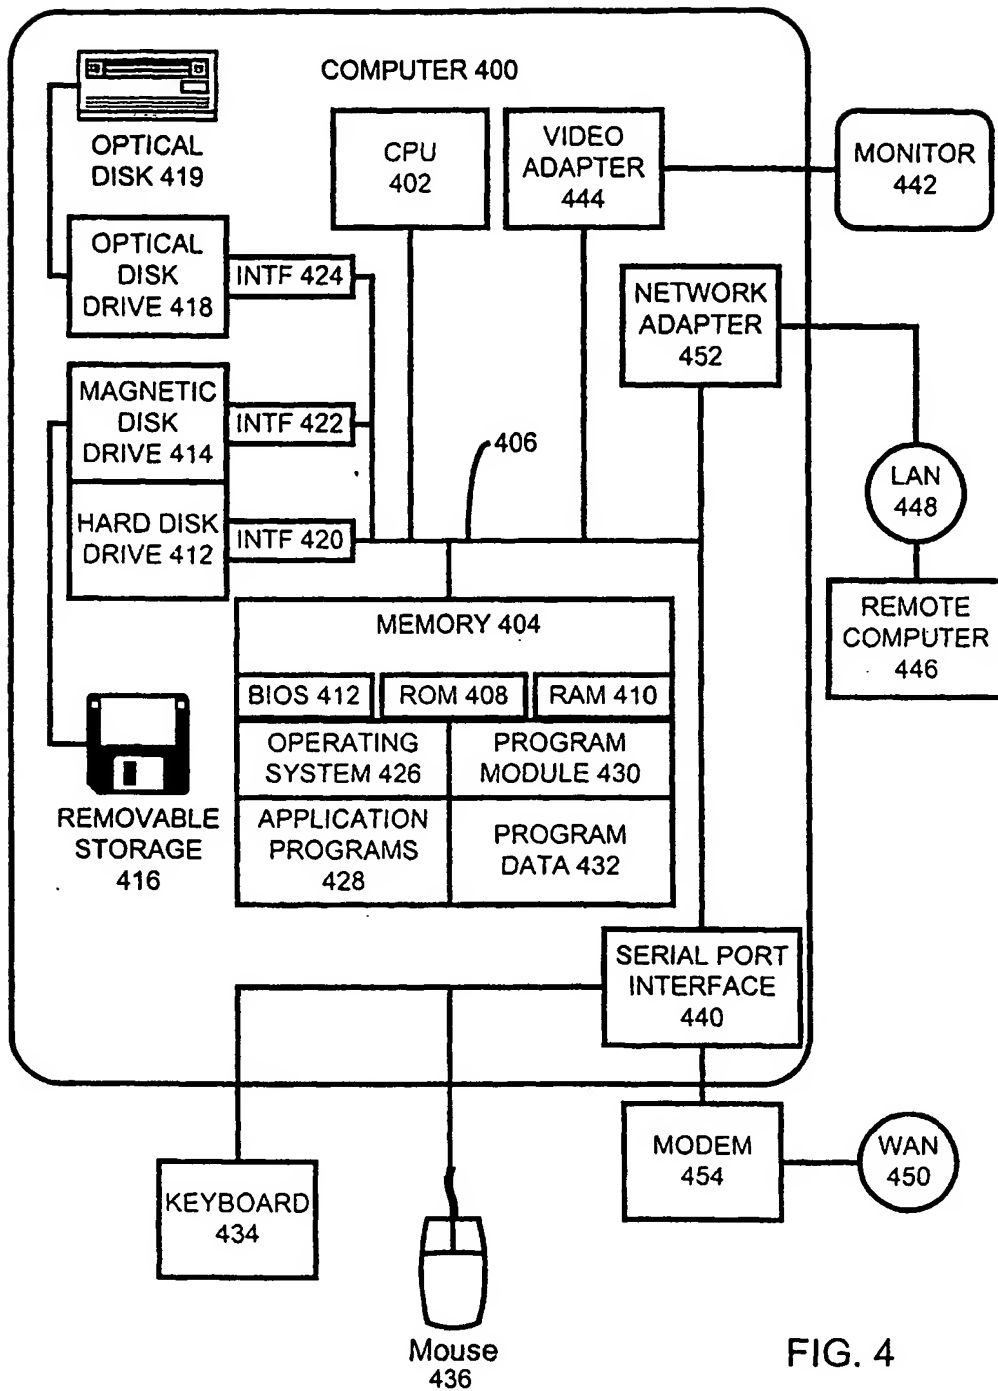 COMPUTER 400
OPTICAL
DISK 419
CPU
402
VIDEO
ADAPTER
444
MONITOR
442
OPTICAL
DISK
DRIVE 418
INTF 424
NETWORK
ADAPTER
452
MAGNETIC
DISK
DRIVE 414
INTF 422
406
LAN
448
HARD DISK
DRIVE 412
INTF 420
REMOTE
COMPUTER
446
MEMORY 404
BIOS 412
ROM 408
RAM 410
OPERATING
SYSTEM 426
PROGRAM
MODULE 430
APPLICATION
PROGRAMS
428
PROGRAM
DATA 432
REMOVABLE
STORAGE
416
SERIAL PORT
INTERFACE
440
MODEM
454
WAN
450
KEYBOARD
434
Mouse
436
FIG. 4